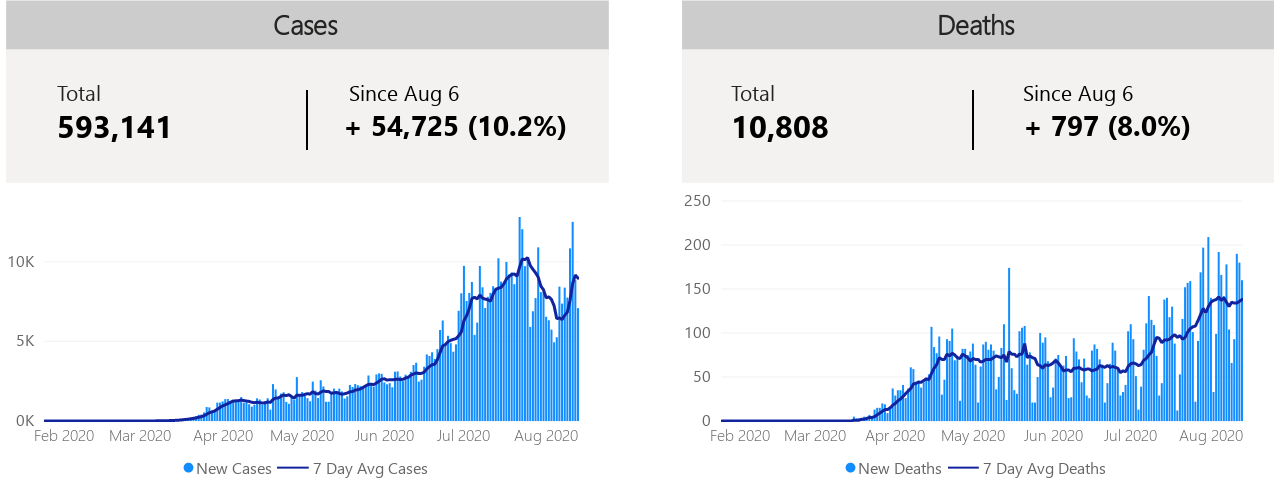 Cases
Total
593,141
Since Aug 6
+ 54,725 (10.2%)
10K
5K
0K
Feb 2020 Mar 2020 Apr 2020 May 2020 Jun 2020 Jul 2020 Aug 2020
New Cases 7 Day Avg Cases
Deaths
Total
10,808
Since Aug 6
+ 797 (8.0%)
250
200
150
100
50
0
Feb 2020 Mar 2020 Apr 2020 May 2020 Jun 2020 Jul 2020 Aug 2020
New Deaths 7 Day Avg Deaths